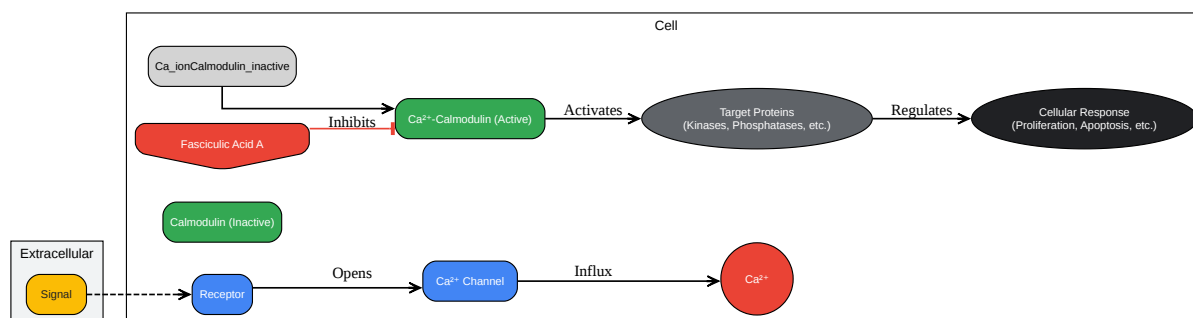 Cell
Ca_ionCalmodulin_inactive
Inhibits
Ca²⁺-Calmodulin (Active)
Activates
Target Proteins
(Kinases, Phosphatases, etc.)
Regulates
Cellular Response
(Proliferation, Apoptosis, etc.)
Fasciculic Acid A
Calmodulin (Inactive)
Extracellular
Signal
Receptor
Opens
Ca²⁺ Channel
Influx
Ca²⁺